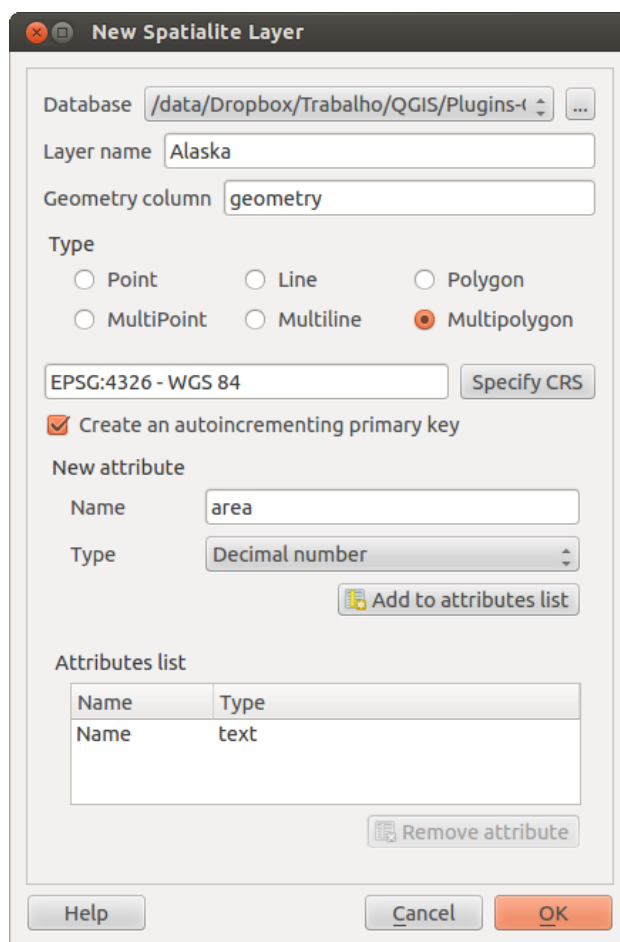 New Spatialite Layer
Database /data/Dropbox/Trabalho/QGIS/Plugins-( ...
Layer name Alaska
Geometry column geometry
Type
Point Line Polygon
MultiPoint Multiline Multipolygon
EPSG:4326 - WGS 84 Specify CRS
Create an autoincrementing primary key
New attribute
Name area
Type Decimal number
Add to attributes list
Attributes list
Name Type
Name text
Remove attribute
Help Cancel OK